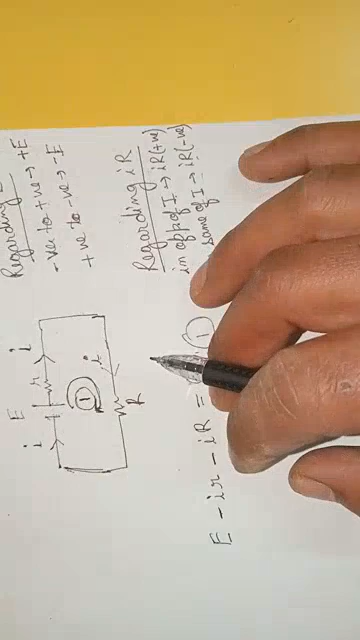 Regarding
-ve to +ve → +E
+ve to -ve → -E
Regarding iR
in opp of I → iR(+ve)
same of I → iR(-ve)
i E r i
1
i
R
E - ir - iR = 1